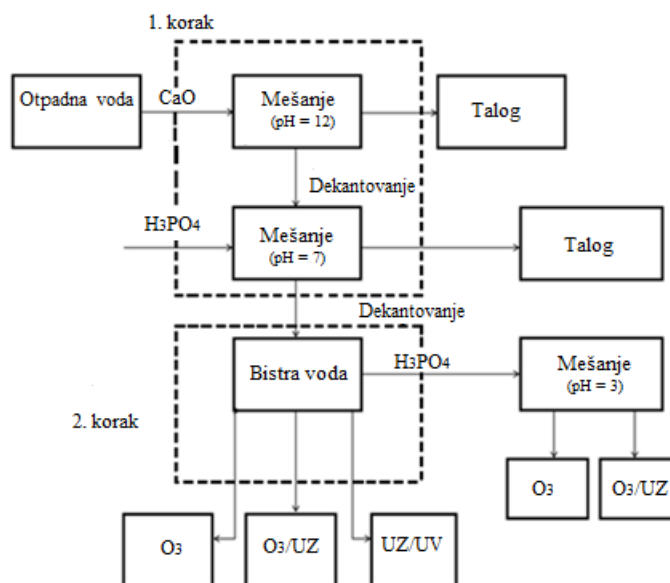 1. korak
Otpadna voda
CaO
Mešanje
(pH = 12)
Talog
Dekantovanje
H3PO4
Mešanje
(pH = 7)
Talog
Dekantovanje
Bistra voda
H3PO4
Mešanje
(pH = 3)
2. korak
O3
O3/UZ
O3
O3/UZ
UZ/UV